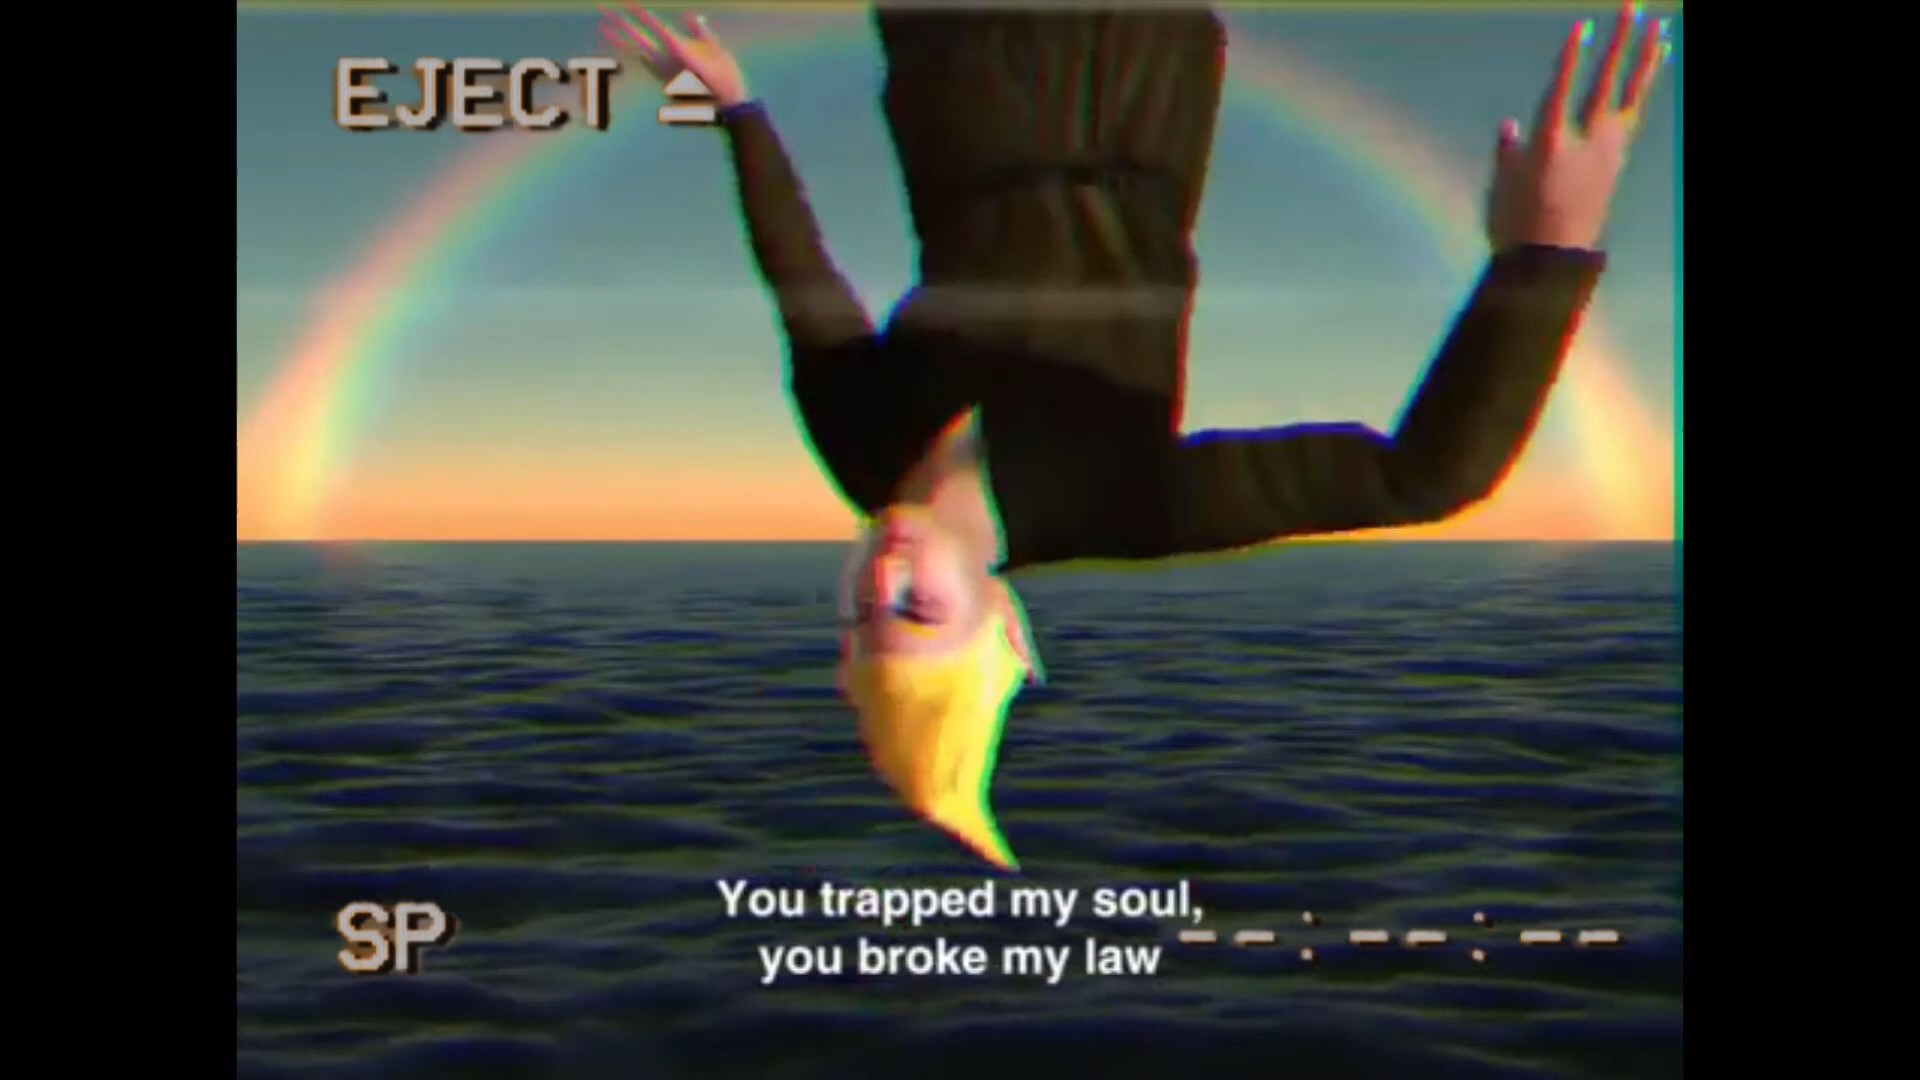 EJECT ⏏
You trapped my soul,
you broke my law
SP
--:--:--